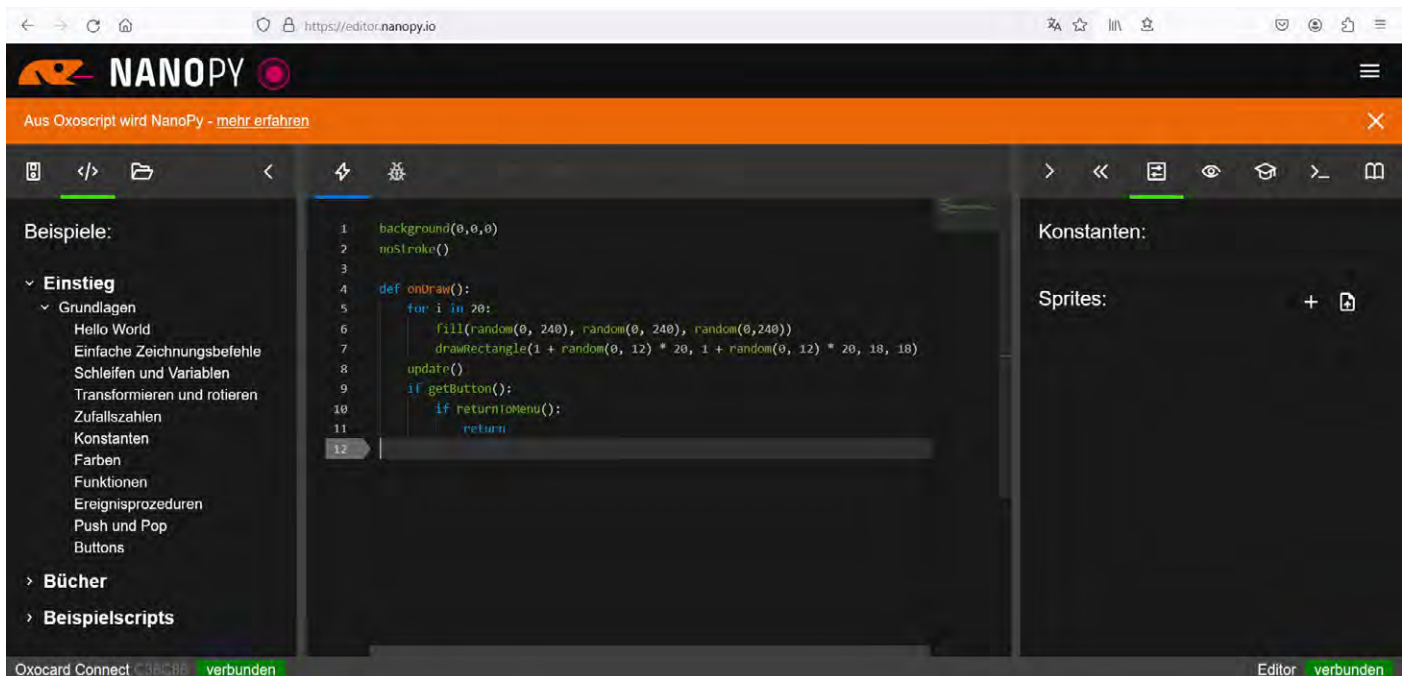 https://editor.nanopy.io
NANOPY
Aus Oxoscript wird NanoPy - mehr erfahren
Beispiele:
Einstieg
Grundlagen
Hello World
Einfache Zeichnungsbefehle
Schleifen und Variablen
Transformieren und rotieren
Zufallszahlen
Konstanten
Farben
Funktionen
Ereignisprozeduren
Push und Pop
Buttons
Bücher
Beispielscripts
1 background(0,0,0)
2 noStroke()
3
4 def onDraw():
5 for i in 20:
6 fill(random(0, 240), random(0, 240), random(0,240))
7 drawRectangle(1 + random(0, 12) * 20, 1 + random(0, 12) * 20, 18, 18)
8 update()
9 if getButton():
10 if returnToMenu():
11 return
12
Konstanten:
Sprites:
Oxocard Connect verbunden
Editor verbunden